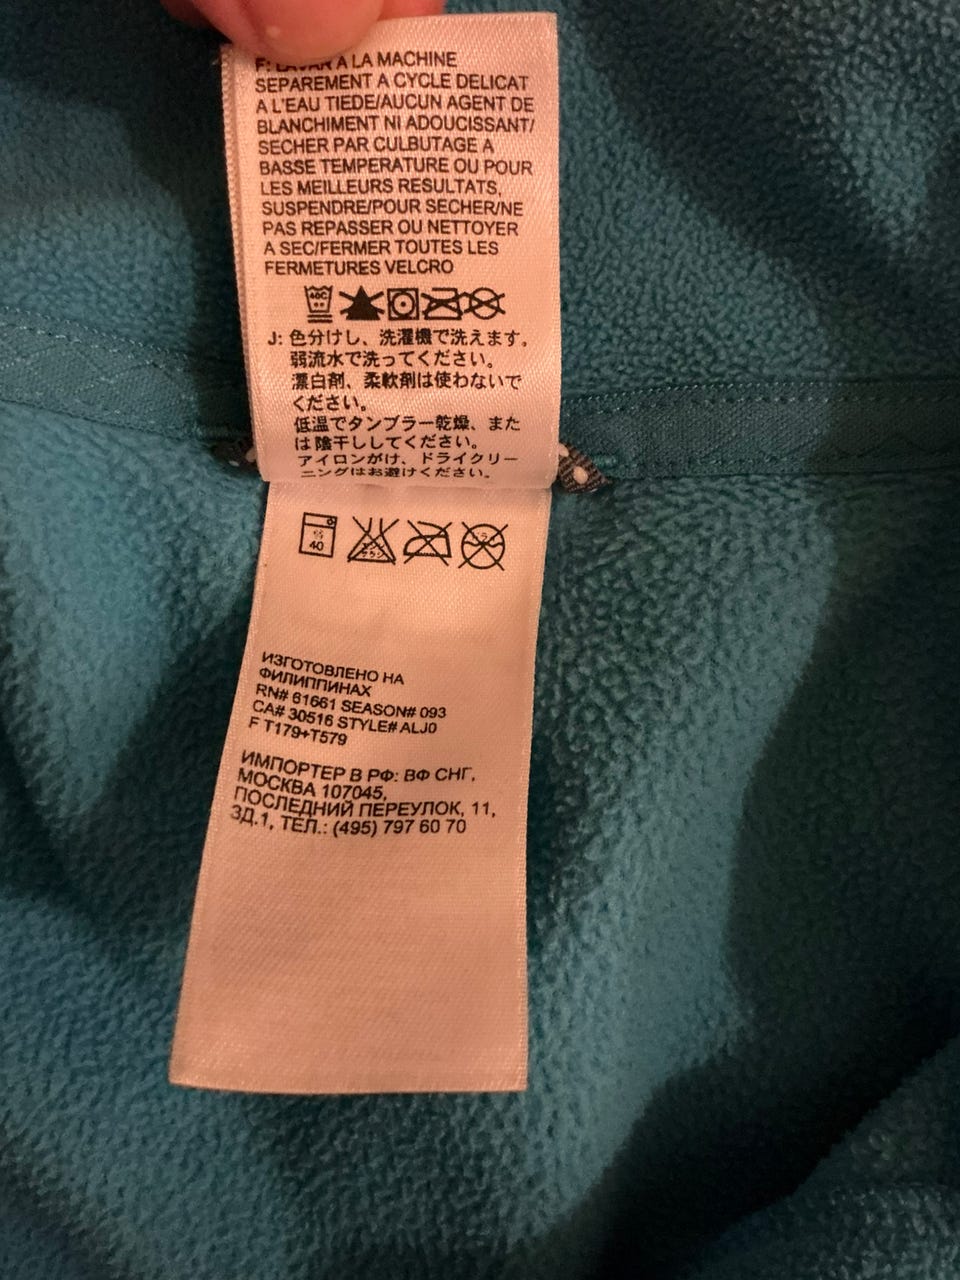 F: LAVAR A LA MACHINE
SEPAREMENT A CYCLE DELICAT
A L'EAU TIEDE/AUCUN AGENT DE
BLANCHIMENT NI ADOUCISSANT/
SECHER PAR CULBUTAGE A
BASSE TEMPERATURE OU POUR
LES MEILLEURS RESULTATS,
SUSPENDRE/POUR SECHER/NE
PAS REPASSER OU NETTOYER
A SEC/FERMER TOUTES LES
FERMETURES VELCRO
40C
J: 色分けし、洗濯機で洗えます。
弱流水で洗ってください。
漂白剤、柔軟剤は使わないで
ください。
低温でタンブラー乾燥、また
は陰干ししてください。
アイロンがけ、ドライクリー
ニングはお避けください。
40
ИЗГОТОВЛЕНО НА
ФИЛИППИНАХ
RN# 61661 SEASON# 093
CA# 30516 STYLE# ALJ0
F T179+T579
ИМПОРТЕР В РФ: ВФ СНГ,
МОСКВА 107045,
ПОСЛЕДНИЙ ПЕРЕУЛОК, 11,
ЗД.1, ТЕЛ.: (495) 797 60 70